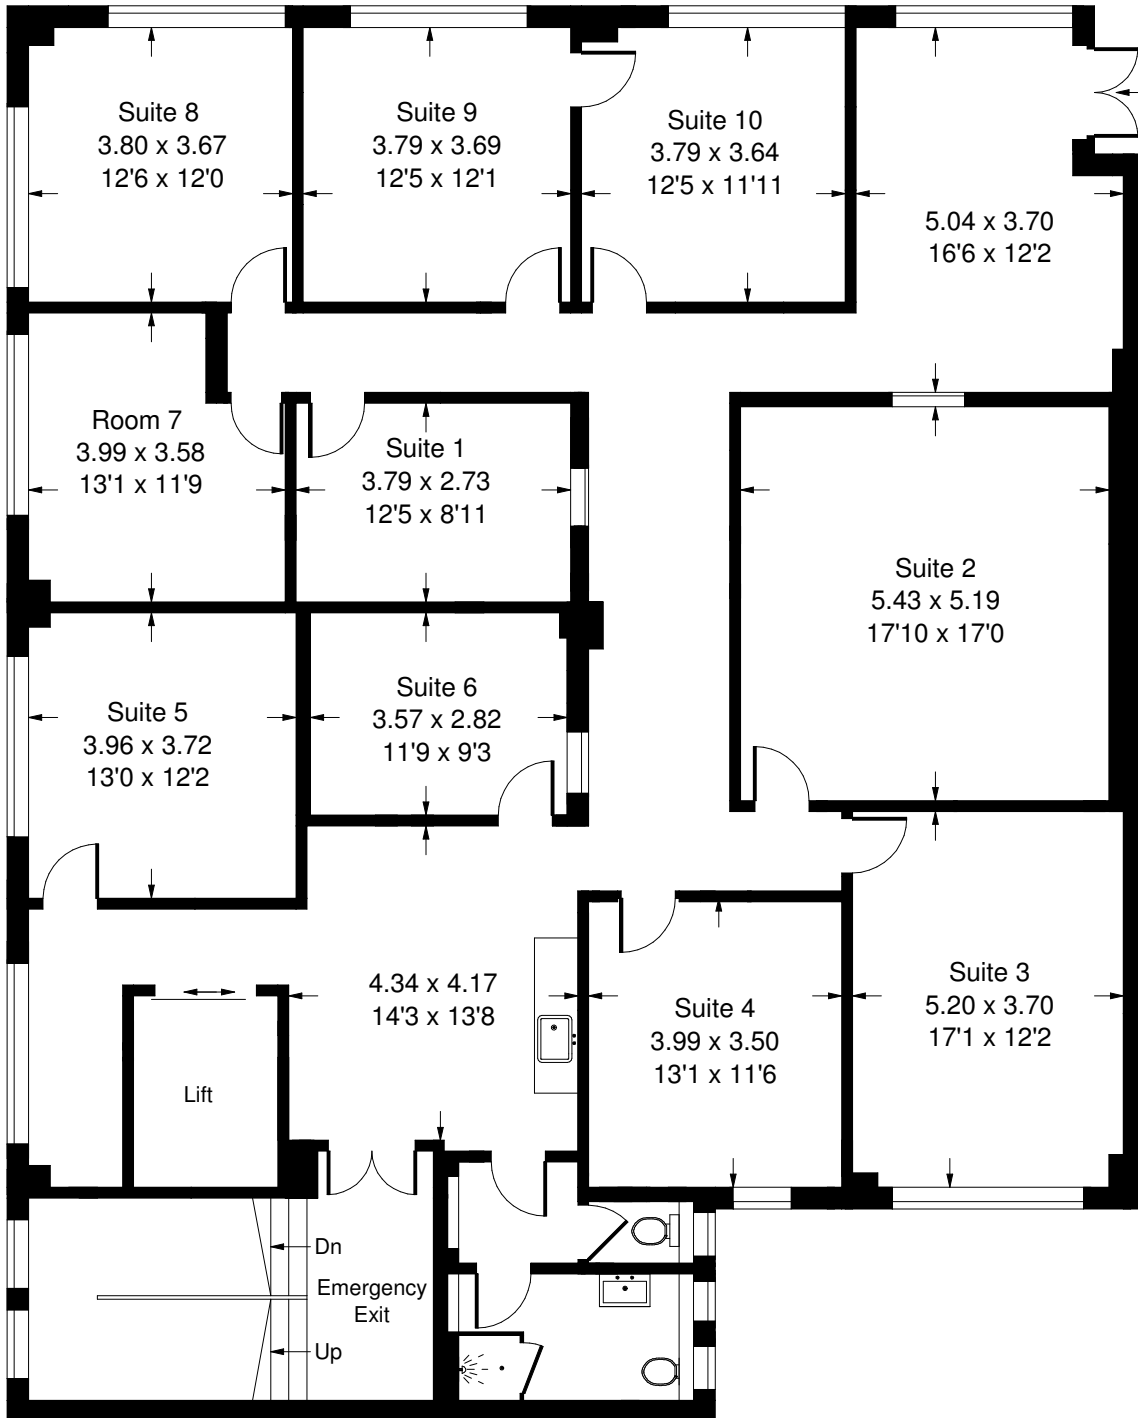 Suite 8
3.80 x 3.67
12'6 x 12'0
Suite 9
3.79 x 3.69
12'5 x 12'1
Suite 10
3.79 x 3.64
12'5 x 11'11
5.04 x 3.70
16'6 x 12'2
Room 7
3.99 x 3.58
13'1 x 11'9
Suite 1
3.79 x 2.73
12'5 x 8'11
Suite 2
5.43 x 5.19
17'10 x 17'0
Suite 5
3.96 x 3.72
13'0 x 12'2
Suite 6
3.57 x 2.82
11'9 x 9'3
4.34 x 4.17
14'3 x 13'8
Suite 4
3.99 x 3.50
13'1 x 11'6
Suite 3
5.20 x 3.70
17'1 x 12'2
Lift
Dn
Emergency
Exit
Up